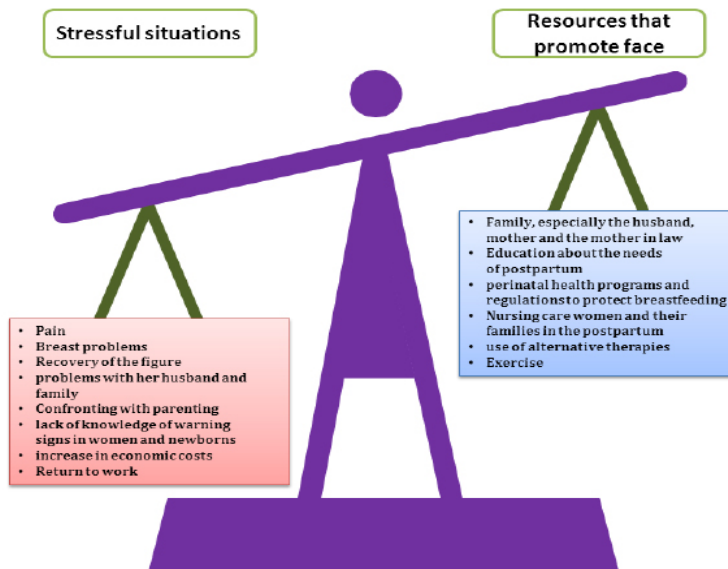 Stressful situations
Resources that
promote face
• Family, especially the husband,
mother and the mother in law
• Education about the needs
of postpartum
• perinatal health programs and
regulations to protect breastfeeding
• Nursing care women and their
families in the postpartum
• use of alternative therapies
• Exercise
• Pain
• Breast problems
• Recovery of the figure
• problems with her husband and
family
• Confronting with parenting
• lack of knowledge of warning
signs in women and newborns
• increase in economic costs
• Return to work